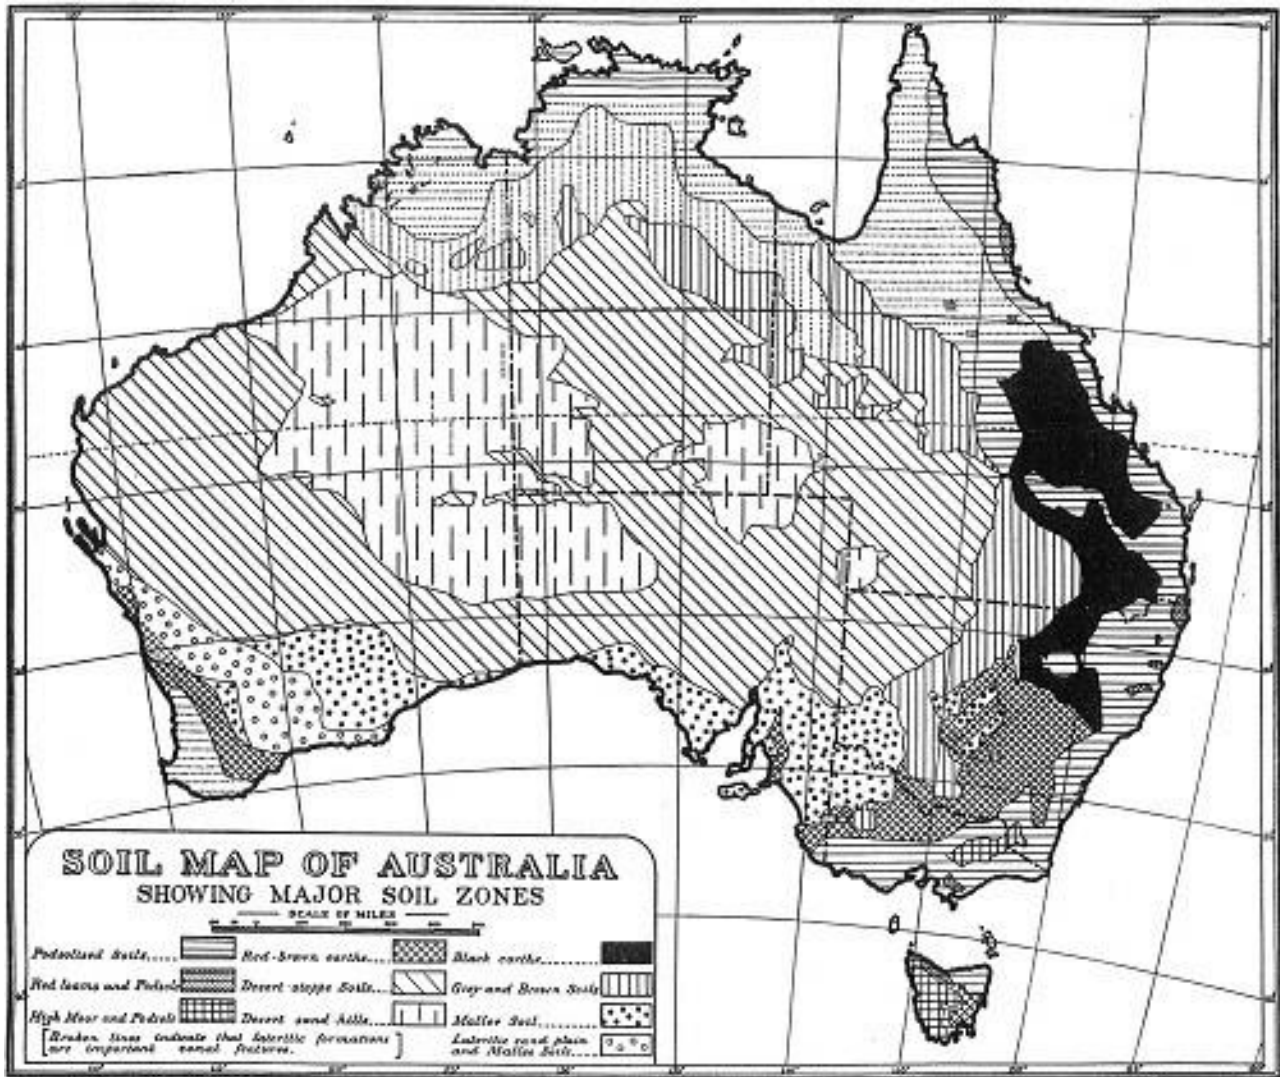 SOIL MAP OF AUSTRALIA
SHOWING MAJOR SOIL ZONES
SCALE OF MILES
Podsolised Soils..... Red-brown earths... Black earths...........
Red loams and Podsols Desert steppe Soils... Grey and Brown Soils
High Moor and Podsols Desert sand-hills... Mallee Soil...........
[Broken lines indicate that lateritic formations
are important zonal features.]
Lateritic sand plain
and Mallee Soils...